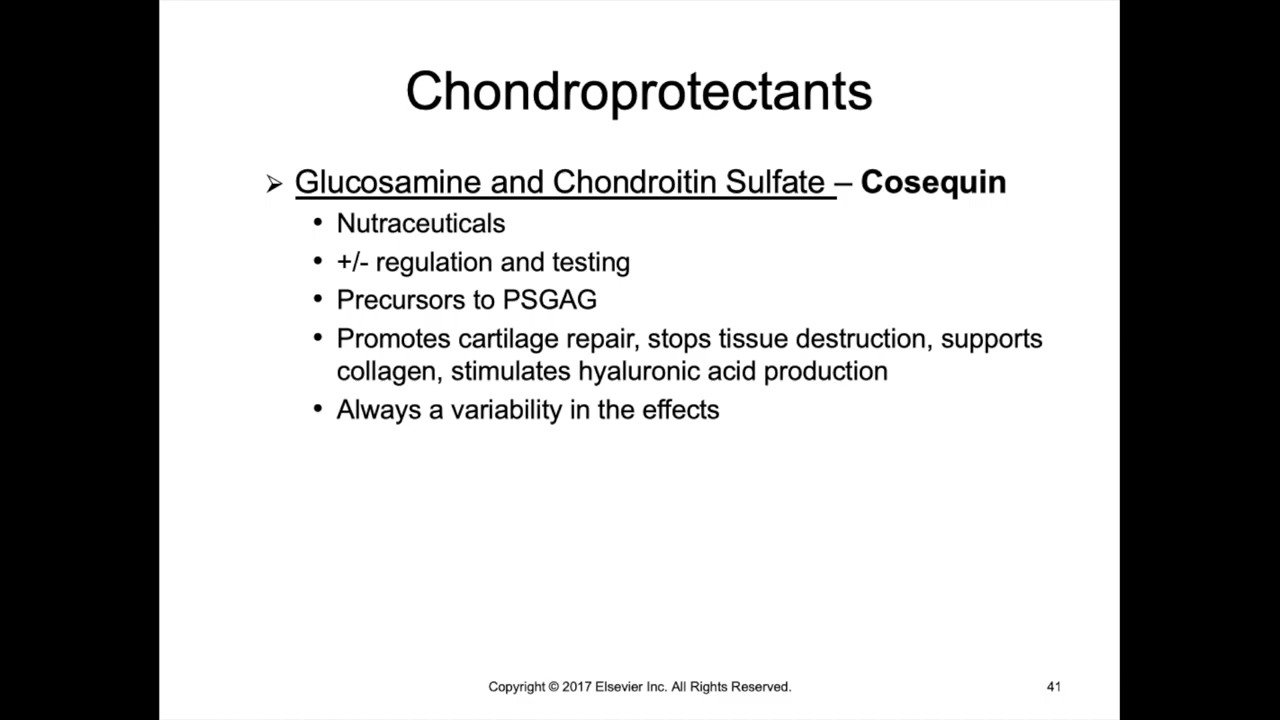 Chondroprotectants
➢ Glucosamine and Chondroitin Sulfate – Cosequin
• Nutraceuticals
• +/- regulation and testing
• Precursors to PSGAG
• Promotes cartilage repair, stops tissue destruction, supports
collagen, stimulates hyaluronic acid production
• Always a variability in the effects
Copyright © 2017 Elsevier Inc. All Rights Reserved.
41